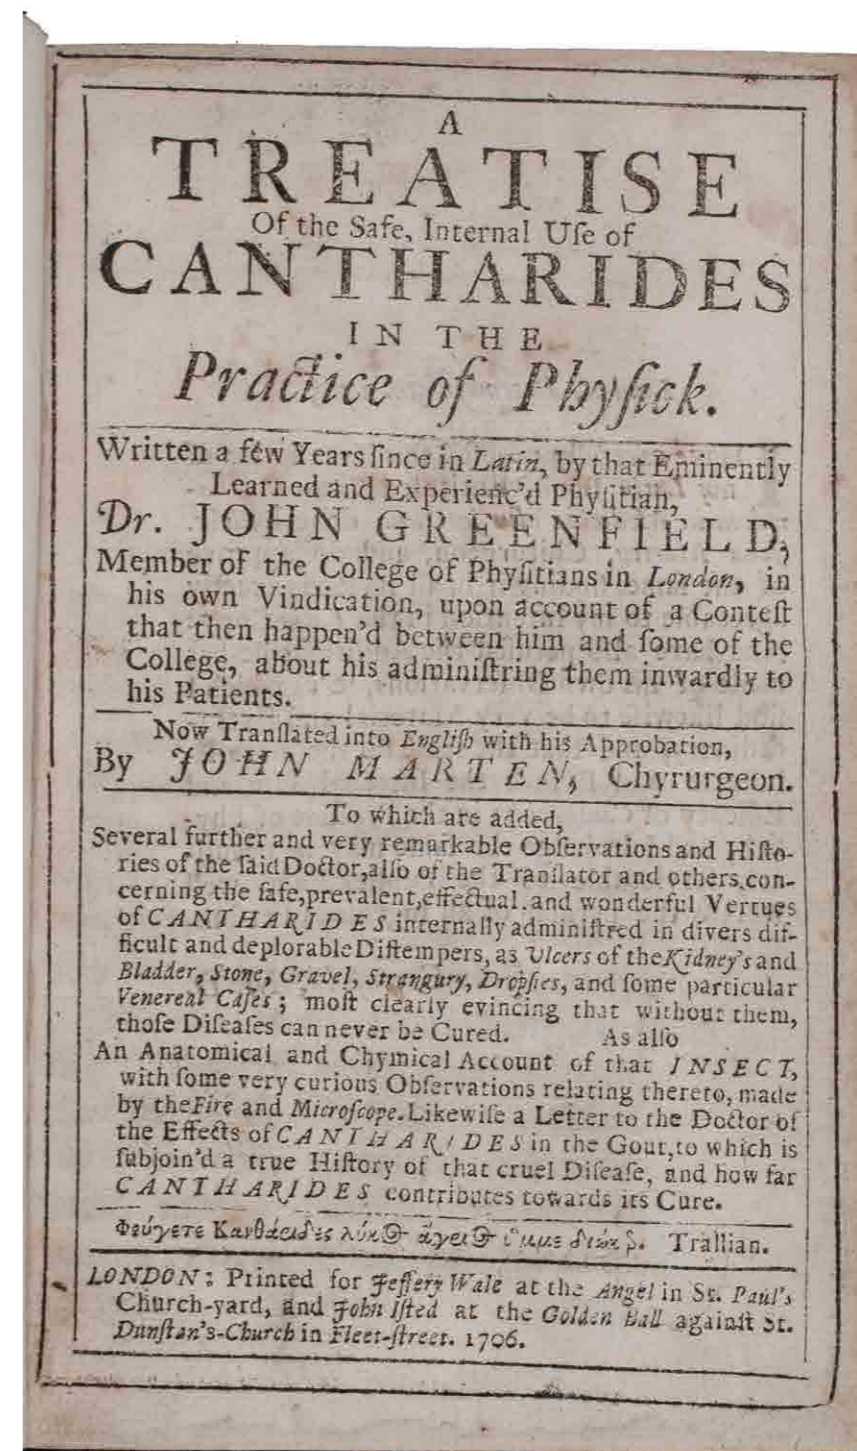 A
TREATISE
Of the Safe, Internal Uſe of
CANTHARIDES
IN THE
Practice of Phyſick.
Written a few Years ſince in Latin, by that Eminently
Learned and Experienc'd Phyſitian,
Dr. JOHN GREENFIELD,
Member of the College of Phyſitians in London, in
his own Vindication, upon account of a Conteſt
that then happen'd between him and ſome of the
College, about his adminiſtring them inwardly to
his Patients.
Now Tranſlated into Engliſh with his Approbation,
By JOHN MARTEN, Chyrurgeon.
To which are added,
Several further and very remarkable Obſervations and Hiſto-
ries of the ſaid Doctor, alſo of the Tranſlator and others, con-
cerning the ſafe, prevalent, effectual. and wonderful Vertues
of CANTHARIDES internally adminiſtred in divers dif-
ficult and deplorable Diſtempers, as Ulcers of the Kidney's and
Bladder, Stone, Gravel, Strangury, Dropſies, and ſome particular
Venereal Caſes; moſt clearly evincing that without them,
thoſe Diſeaſes can never be Cured. As alſo
An Anatomical and Chymical Account of that INSECT,
with ſome very curious Obſervations relating thereto, made
by the Fire and Microſcope. Likewiſe a Letter to the Doctor of
the Effects of CANTHARIDES in the Gout, to which is
ſubjoin'd a true Hiſtory of that cruel Diſeaſe, and how far
CANTHARIDES contributes towards its Cure.
Φεύγετε Trallian.
LONDON: Printed for Jeffery Wale at the Angel in St. Paul's
Church-yard, and John Iſted at the Golden Ball againſt St.
Dunſtan's-Church in Fleet-ſtreet. 1706.